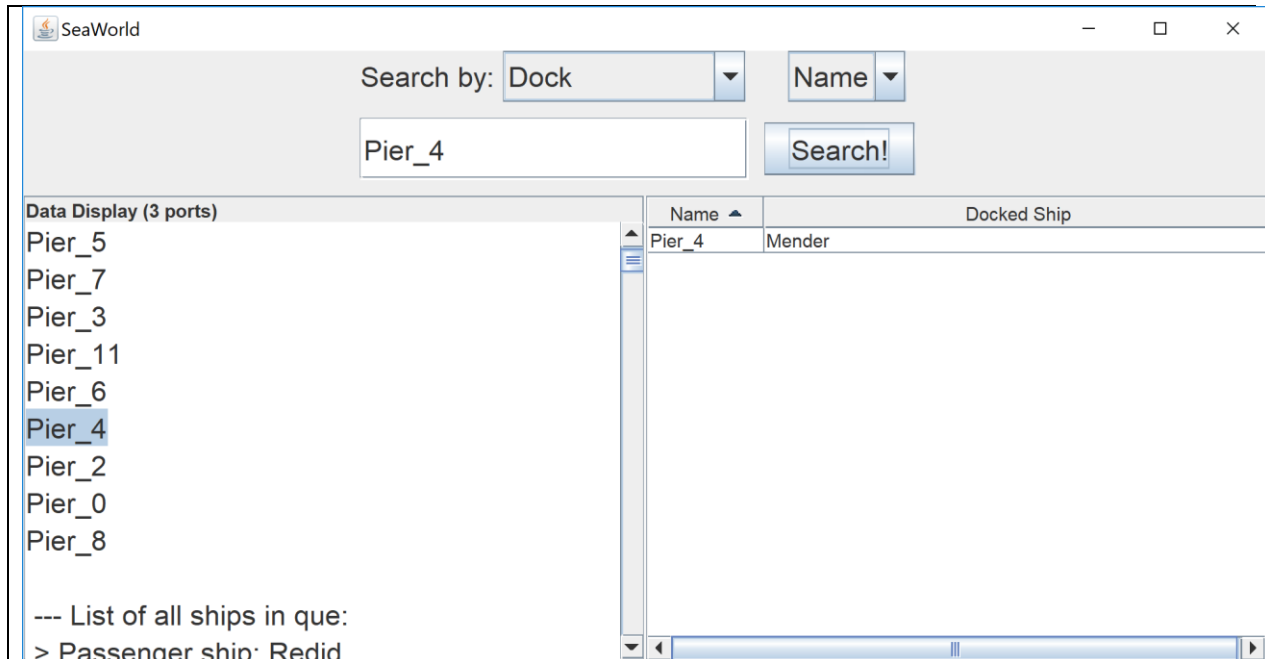 SeaWorld
Search by: Dock Name
Pier_4 Search!
Data Display (3 ports)
Pier_5
Pier_7
Pier_3
Pier_11
Pier_6
Pier_4
Pier_2
Pier_0
Pier_8
--- List of all ships in que:
> Passenger ship: Redid
Name Docked Ship
Pier_4 Mender